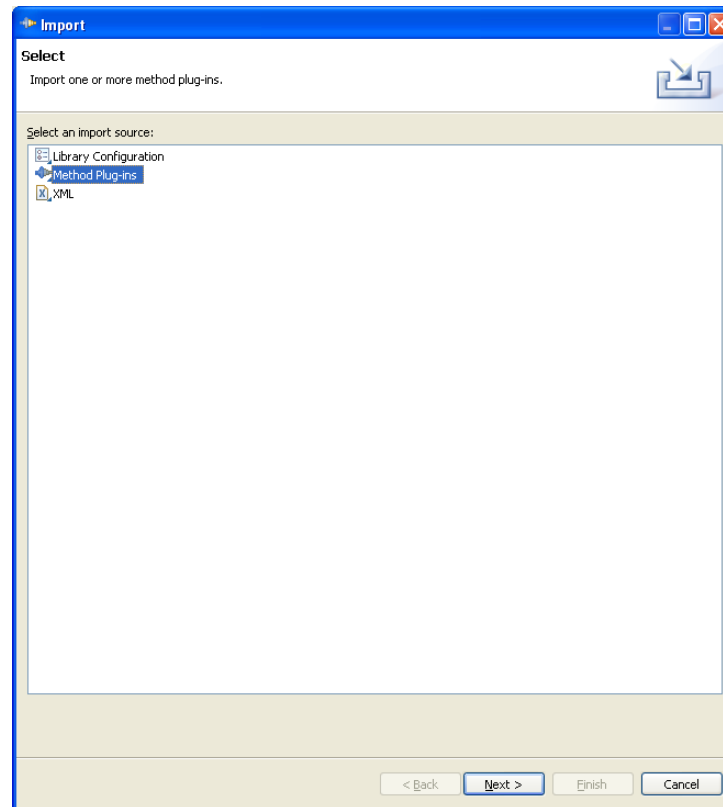 Import
Select
Import one or more method plug-ins.
Select an import source:
Library Configuration
Method Plug-ins
XML
< Back Next > Finish Cancel